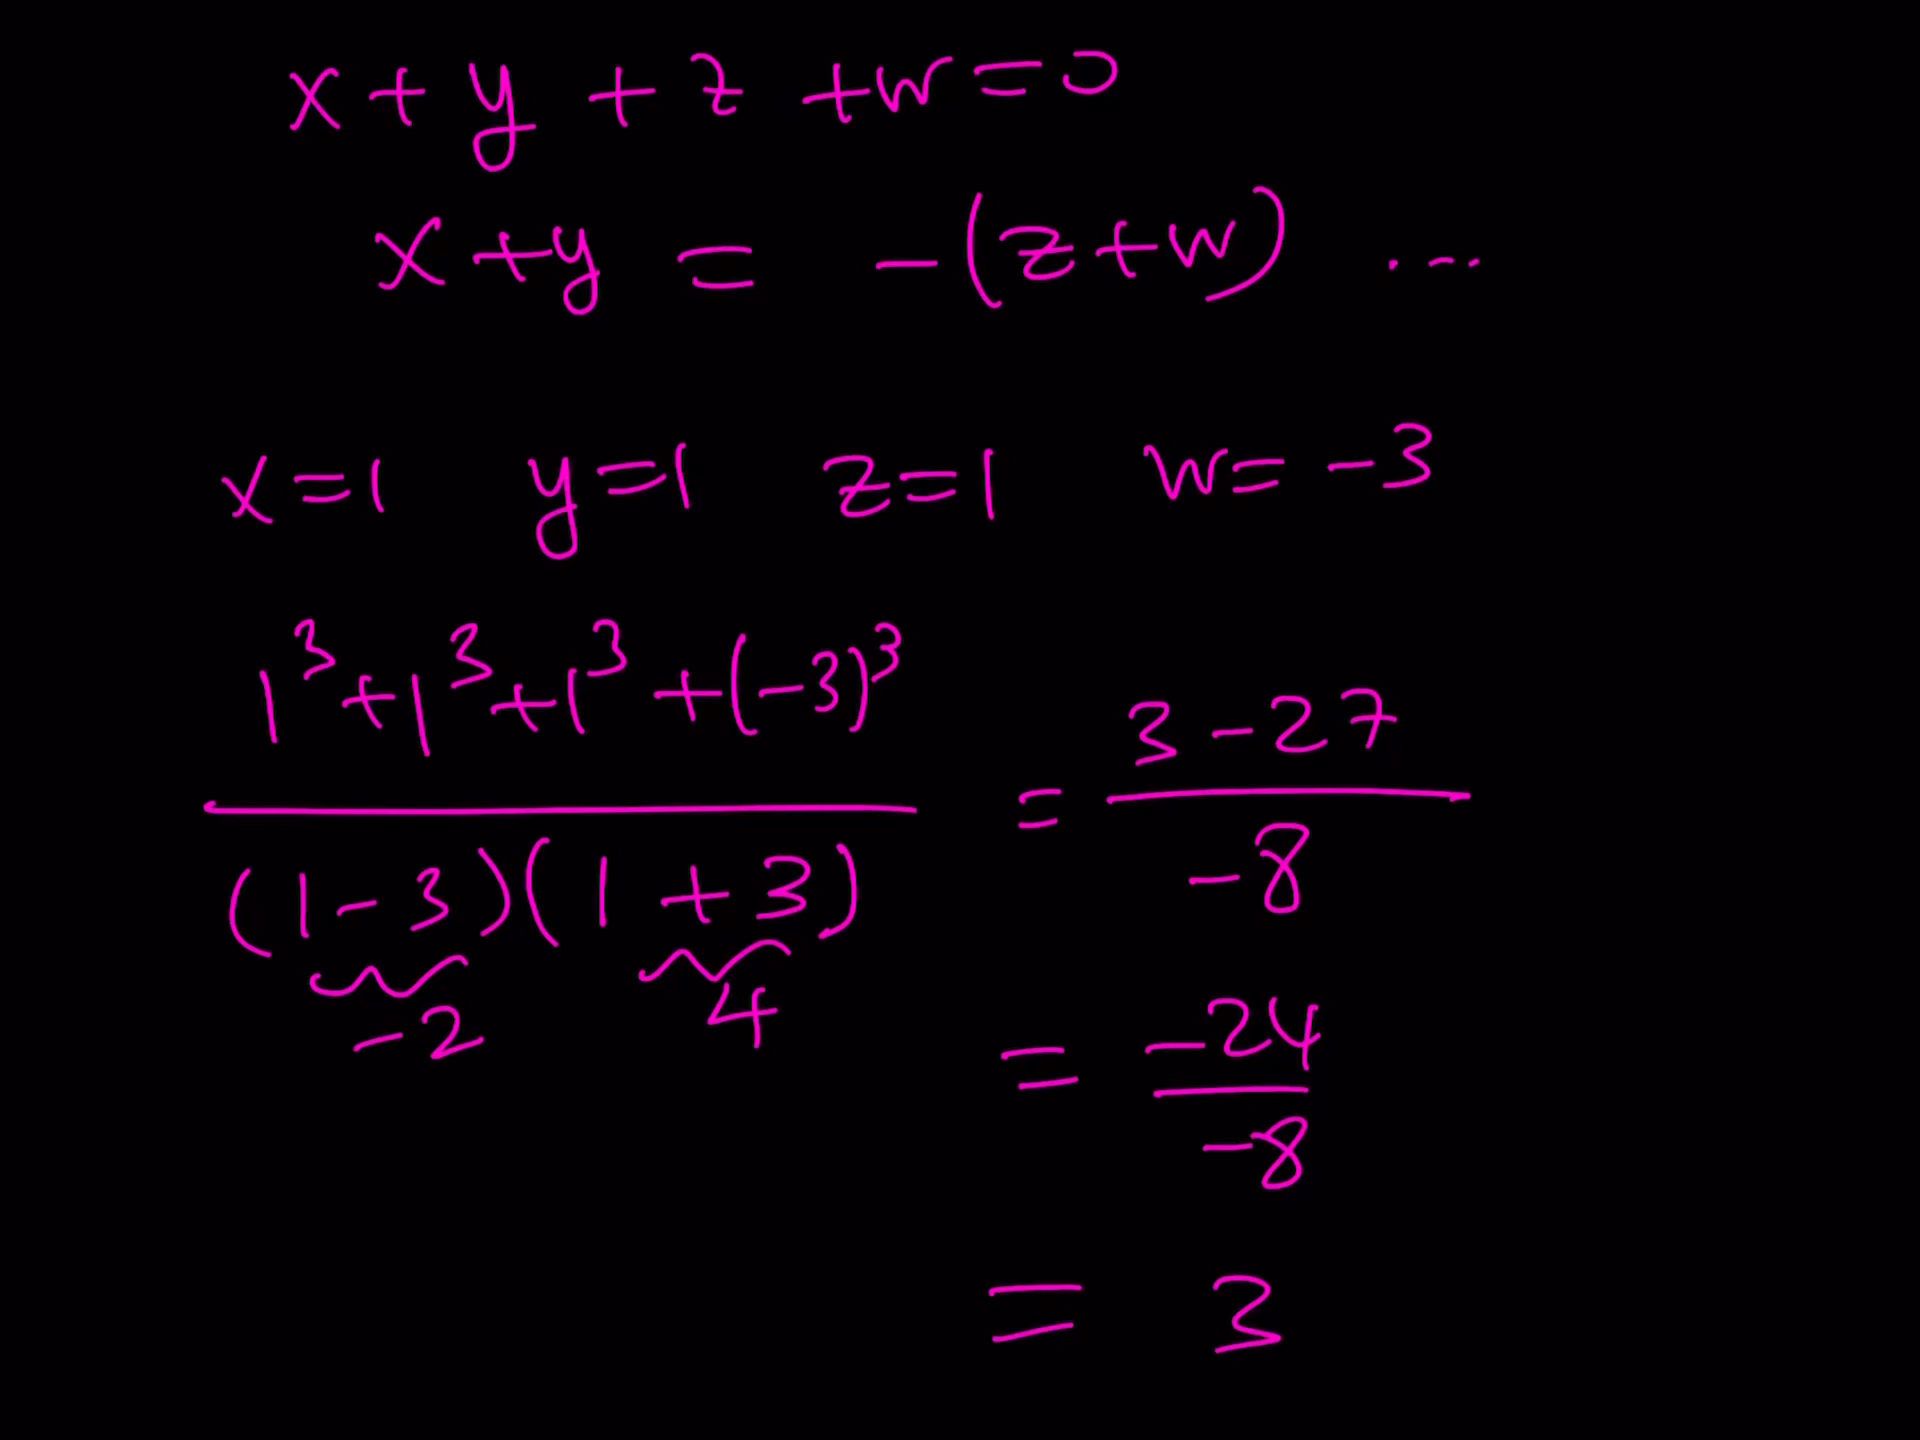 x + y + z + w = 0
x + y = -(z + w) ...
x = 1 y = 1 z = 1 w = -3
1³ + 1³ + 1³ + (-3)³ = 3 - 27
(1 - 3)(1 + 3) -8
-2 4
= -24
-8
= 3